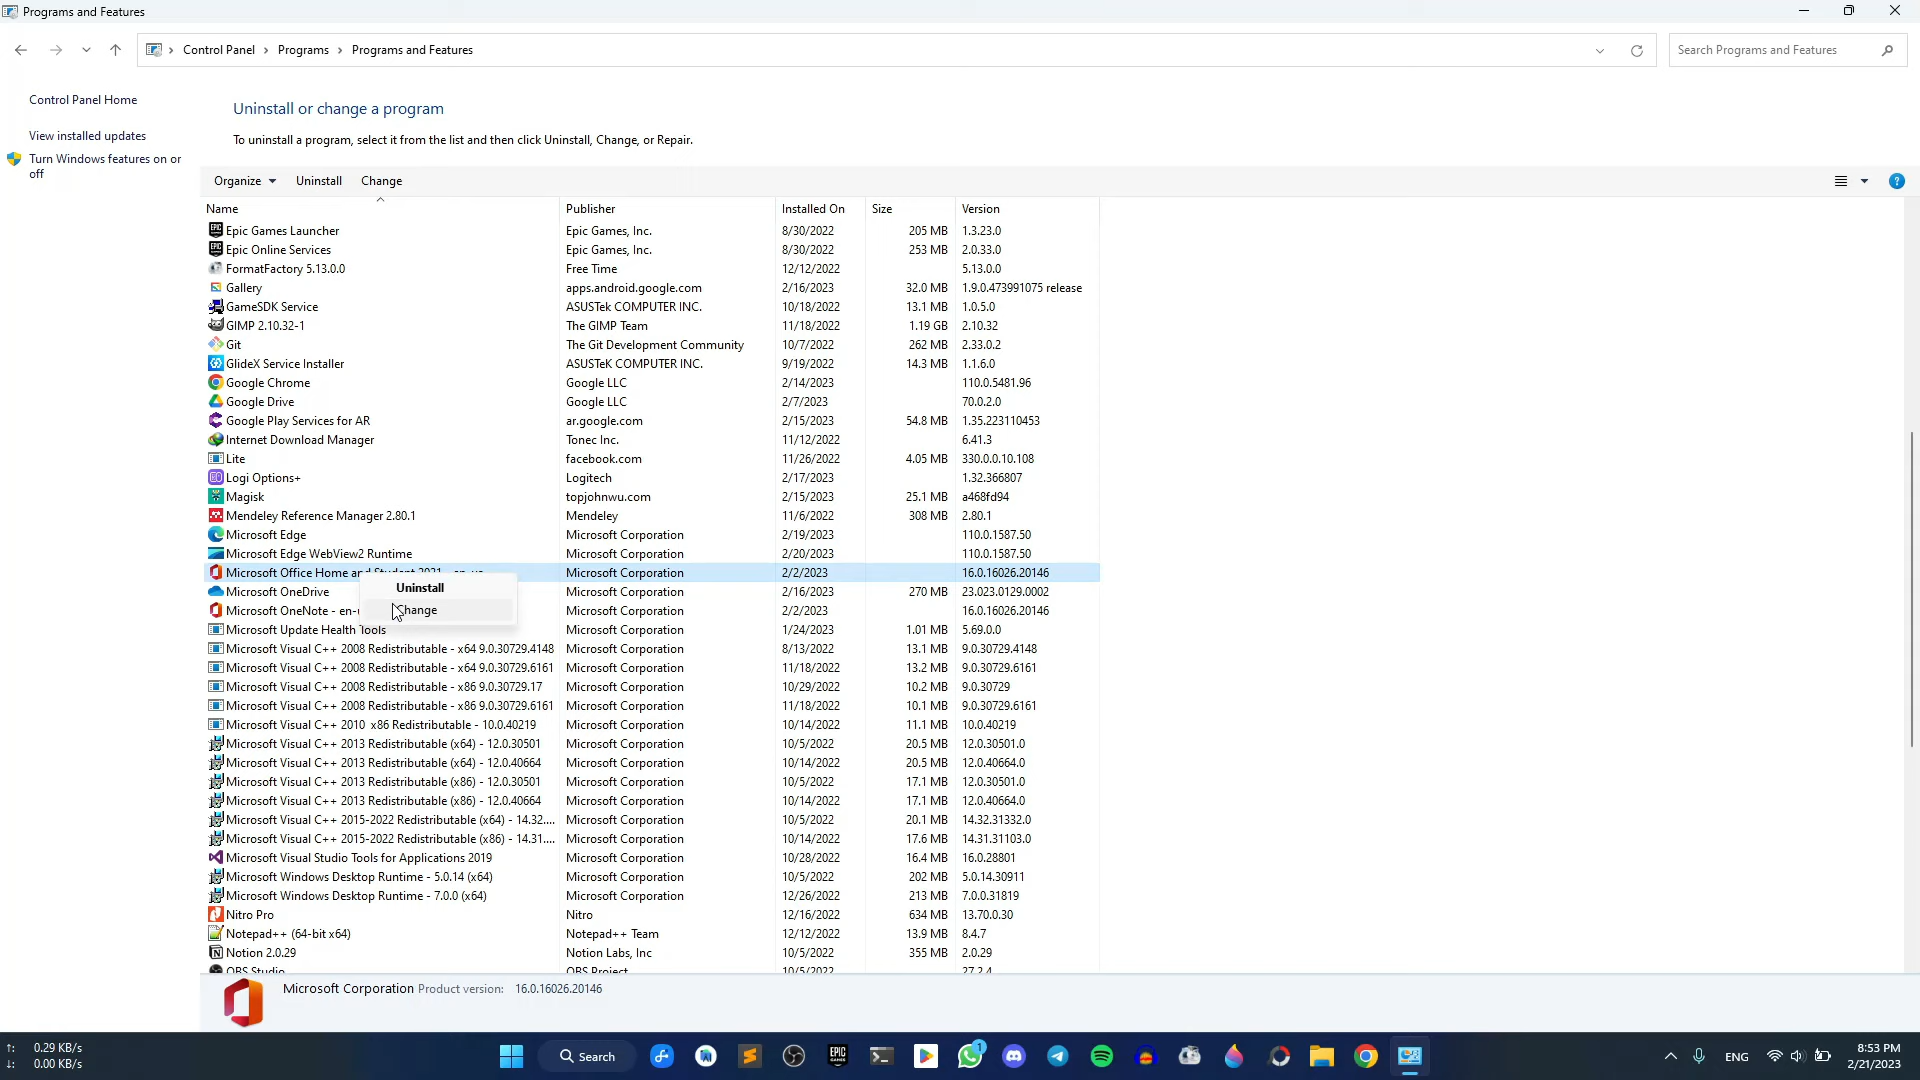 Programs and Features
Control Panel › Programs › Programs and Features
Search Programs and Features
Control Panel Home
View installed updates
Turn Windows features on or
off
Uninstall or change a program
To uninstall a program, select it from the list and then click Uninstall, Change, or Repair.
Organize Uninstall Change
Name Publisher Installed On Size Version
Epic Games Launcher Epic Games, Inc. 8/30/2022 205 MB 1.3.23.0
Epic Online Services Epic Games, Inc. 8/30/2022 253 MB 2.0.33.0
FormatFactory 5.13.0.0 Free Time 12/12/2022 5.13.0.0
Gallery apps.android.google.com 2/16/2023 32.0 MB 1.9.0.473991075 release
GameSDK Service ASUSTek COMPUTER INC. 10/18/2022 13.1 MB 1.0.5.0
GIMP 2.10.32-1 The GIMP Team 11/18/2022 1.19 GB 2.10.32
Git The Git Development Community 10/7/2022 262 MB 2.33.0.2
GlideX Service Installer ASUSTeK COMPUTER INC. 9/19/2022 14.3 MB 1.1.6.0
Google Chrome Google LLC 2/14/2023 110.0.5481.96
Google Drive Google LLC 2/7/2023 70.0.2.0
Google Play Services for AR ar.google.com 2/15/2023 54.8 MB 1.35.223110453
Internet Download Manager Tonec Inc. 11/12/2022 6.41.3
Lite facebook.com 11/26/2022 4.05 MB 330.0.0.10.108
Logi Options+ Logitech 2/17/2023 1.32.366807
Magisk topjohnwu.com 2/15/2023 25.1 MB a468fd94
Mendeley Reference Manager 2.80.1 Mendeley 11/6/2022 308 MB 2.80.1
Microsoft Edge Microsoft Corporation 2/19/2023 110.0.1587.50
Microsoft Edge WebView2 Runtime Microsoft Corporation 2/20/2023 110.0.1587.50
Microsoft Office Home and Student 2021 - en-us Microsoft Corporation 2/2/2023 16.0.16026.20146
Uninstall
Microsoft OneDrive Microsoft Corporation 2/16/2023 270 MB 23.023.0129.0002
Change
Microsoft OneNote - en- Microsoft Corporation 2/2/2023 16.0.16026.20146
Microsoft Update Health Tools Microsoft Corporation 1/24/2023 1.01 MB 5.69.0.0
Microsoft Visual C++ 2008 Redistributable - x64 9.0.30729.4148 Microsoft Corporation 8/13/2022 13.1 MB 9.0.30729.4148
Microsoft Visual C++ 2008 Redistributable - x64 9.0.30729.6161 Microsoft Corporation 11/18/2022 13.2 MB 9.0.30729.6161
Microsoft Visual C++ 2008 Redistributable - x86 9.0.30729.17 Microsoft Corporation 10/29/2022 10.2 MB 9.0.30729
Microsoft Visual C++ 2008 Redistributable - x86 9.0.30729.6161 Microsoft Corporation 11/18/2022 10.1 MB 9.0.30729.6161
Microsoft Visual C++ 2010 x86 Redistributable - 10.0.40219 Microsoft Corporation 10/14/2022 11.1 MB 10.0.40219
Microsoft Visual C++ 2013 Redistributable (x64) - 12.0.30501 Microsoft Corporation 10/5/2022 20.5 MB 12.0.30501.0
Microsoft Visual C++ 2013 Redistributable (x64) - 12.0.40664 Microsoft Corporation 10/14/2022 20.5 MB 12.0.40664.0
Microsoft Visual C++ 2013 Redistributable (x86) - 12.0.30501 Microsoft Corporation 10/5/2022 17.1 MB 12.0.30501.0
Microsoft Visual C++ 2013 Redistributable (x86) - 12.0.40664 Microsoft Corporation 10/14/2022 17.1 MB 12.0.40664.0
Microsoft Visual C++ 2015-2022 Redistributable (x64) - 14.32.... Microsoft Corporation 10/5/2022 20.1 MB 14.32.31332.0
Microsoft Visual C++ 2015-2022 Redistributable (x86) - 14.31.... Microsoft Corporation 10/14/2022 17.6 MB 14.31.31103.0
Microsoft Visual Studio Tools for Applications 2019 Microsoft Corporation 10/28/2022 16.4 MB 16.0.28801
Microsoft Windows Desktop Runtime - 5.0.14 (x64) Microsoft Corporation 10/5/2022 202 MB 5.0.14.30911
Microsoft Windows Desktop Runtime - 7.0.0 (x64) Microsoft Corporation 12/26/2022 213 MB 7.0.0.31819
Nitro Pro Nitro 12/16/2022 634 MB 13.70.0.30
Notepad++ (64-bit x64) Notepad++ Team 12/12/2022 13.9 MB 8.4.7
Notion 2.0.29 Notion Labs, Inc 10/5/2022 355 MB 2.0.29
OBS Studio OBS Project 10/5/2022 27.2.4
Microsoft Corporation Product version: 16.0.16026.20146
0.29 KB/s
0.00 KB/s
Search
EPIC GAMES
1
ENG
8:53 PM
2/21/2023